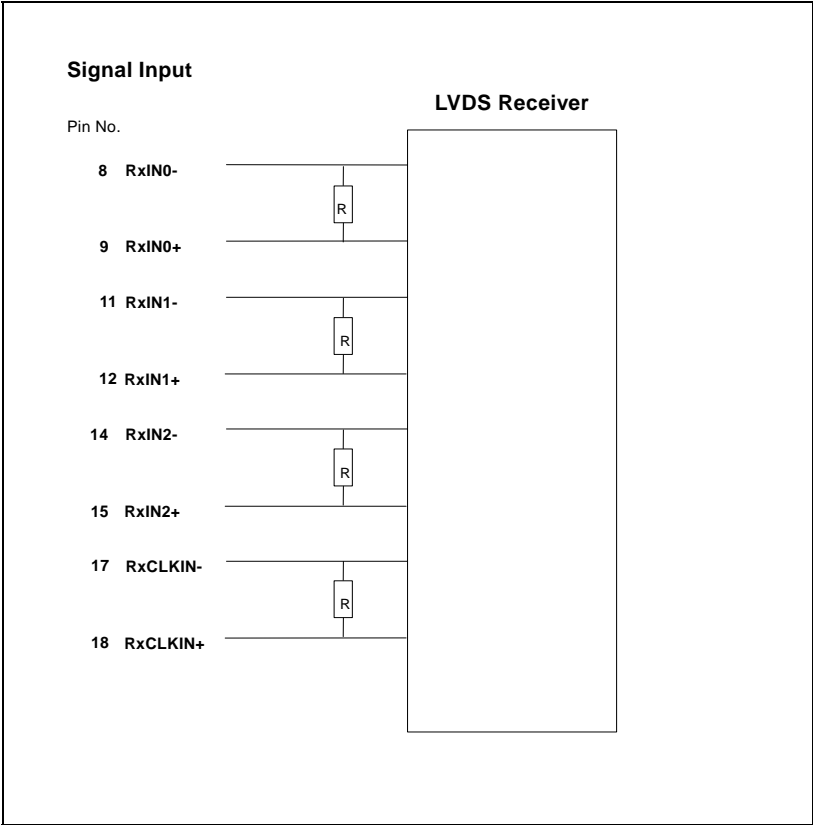 Signal Input
LVDS Receiver
Pin No.
8 RxIN0-
R
9 RxIN0+
11 RxIN1-
R
12 RxIN1+
14 RxIN2-
R
15 RxIN2+
17 RxCLKIN-
R
18 RxCLKIN+